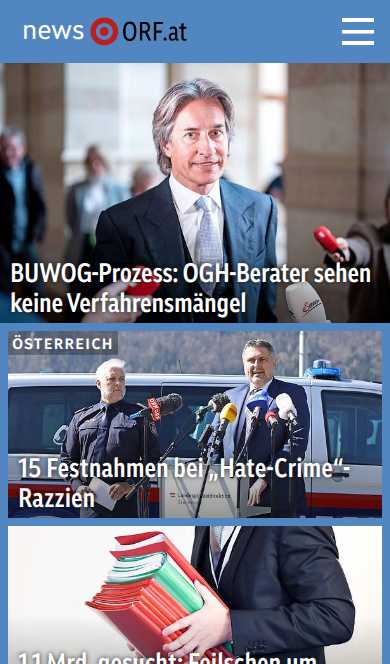 news ORF.at
BUWOG-Prozess: OGH-Berater sehen
keine Verfahrensmängel
ÖSTERREICH
15 Festnahmen bei „Hate-Crime“-
Razzien
11 Mrd. gesucht: Feilschen um